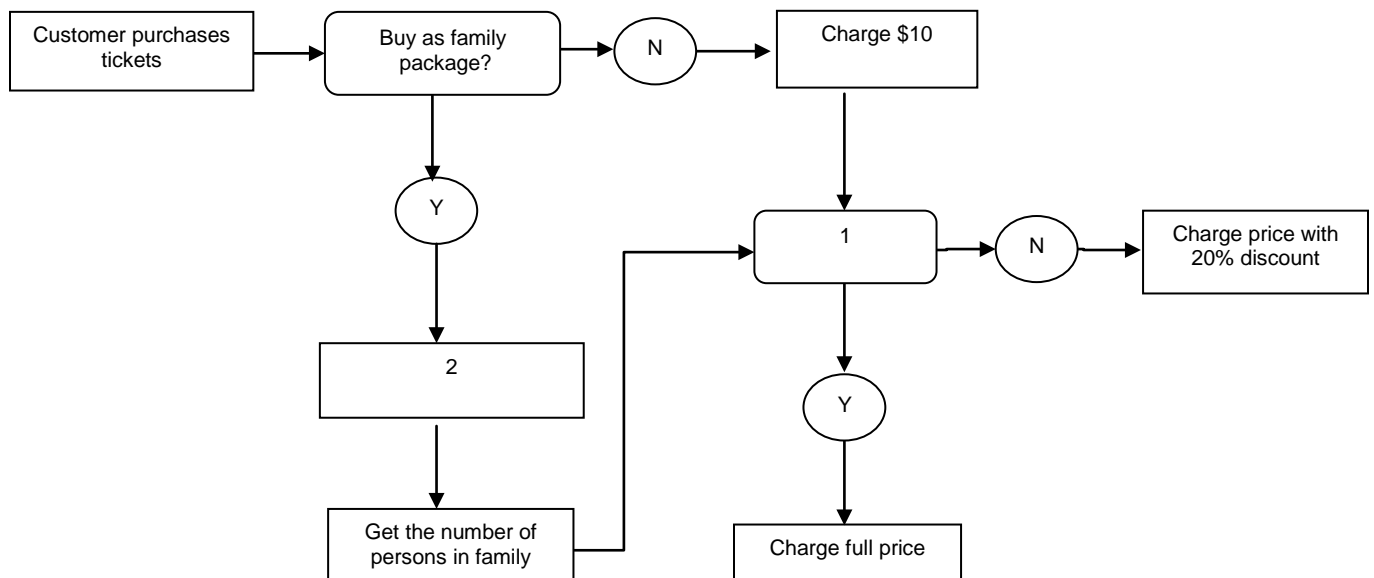 Customer purchases
tickets
Buy as family
package?
N
Charge $10
Y
1
N
Charge price with
20% discount
2
Y
Get the number of
persons in family
Charge full price